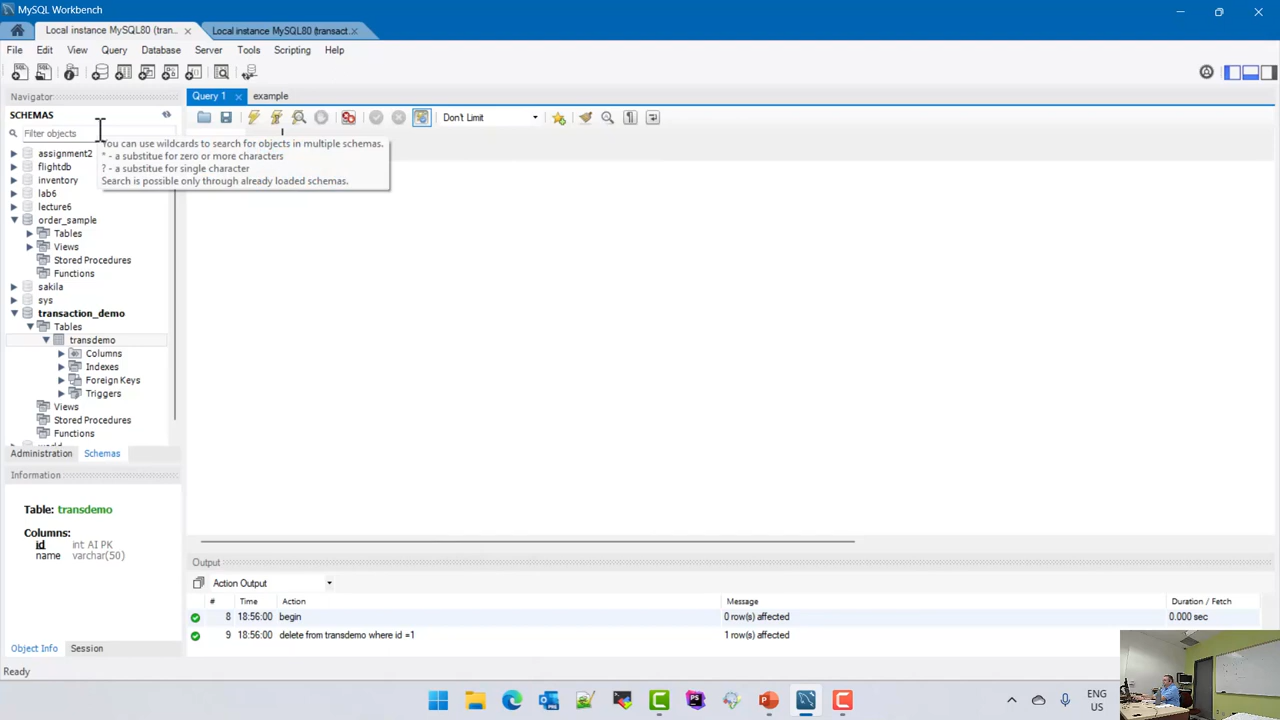 MySQL Workbench
Local instance MySQL80 (tran... × Local instance MySQL80 (transact... ×
File Edit View Query Database Server Tools Scripting Help
Navigator
Query 1 × example
SCHEMAS
Don't Limit
Filter objects
You can use wildcards to search for objects in multiple schemas.
* - a substitue for zero or more characters
? - a substitue for single character
Search is possible only through already loaded schemas.
assignment2
flightdb
inventory
lab6
lecture6
order_sample
Tables
Views
Stored Procedures
Functions
sakila
sys
transaction_demo
Tables
transdemo
Columns
Indexes
Foreign Keys
Triggers
Views
Stored Procedures
Functions
Administration Schemas
Information
Table: transdemo
Columns:
id int AI PK
name varchar(50)
Object Info Session
Output
Action Output
# Time Action Message Duration / Fetch
8 18:56:00 begin 0 row(s) affected 0.000 sec
9 18:56:00 delete from transdemo where id =1 1 row(s) affected
Ready
ENG
US